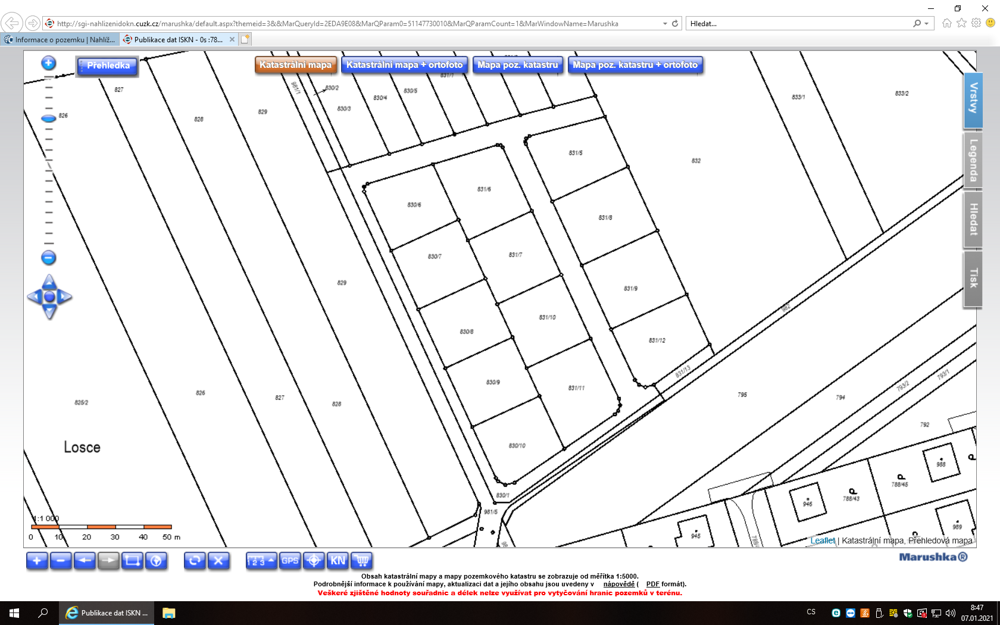 http://sgi-nahlizenidokn.cuzk.cz/marushka/default.aspx?themeid=3&&MarQueryId=2EDA9E08&MarQParam0=51147730010&MarQParamCount=1&MarWindowName=Marushka
Hledat...
Informace o pozemku | Nahlíž...
Publikace dat ISKN - 0s :78...
Přehledka
Katastrální mapa
Katastrální mapa + ortofoto
Mapa poz. katastru
Mapa poz. katastru + ortofoto
Vrstvy
Legenda
Hledat
Tisk
827
826
828
829
981/1
830/2
830/3
830/4
830/5
831/1
833/1
833/2
831/5
832
831/6
830/6
831/8
830/7
831/7
829
831/9
982
831/10
830/8
831/12
831/13
830/9
831/11
826
827
828
825/2
795
794
793/2
793/1
792
Losce
830/10
988
788/45
788/43
946
830/1
981/5
945
989
1:1 000
0 10 20 30 40 50 m
Leaflet | Katastrální mapa, Přehledová mapa
1 2 3
GPS
KN
Marushka®
Obsah katastrální mapy a mapy pozemkového katastru se zobrazuje od měřítka 1:5000.
Podrobnější informace k používání mapy, aktualizaci dat a jejího obsahu jsou uvedeny v nápovědě ( PDF formát).
Veškeré zjištěné hodnoty souřadnic a délek nelze využívat pro vytyčování hranic pozemků v terénu.
Publikace dat ISKN ...
CS
8:47
07.01.2021